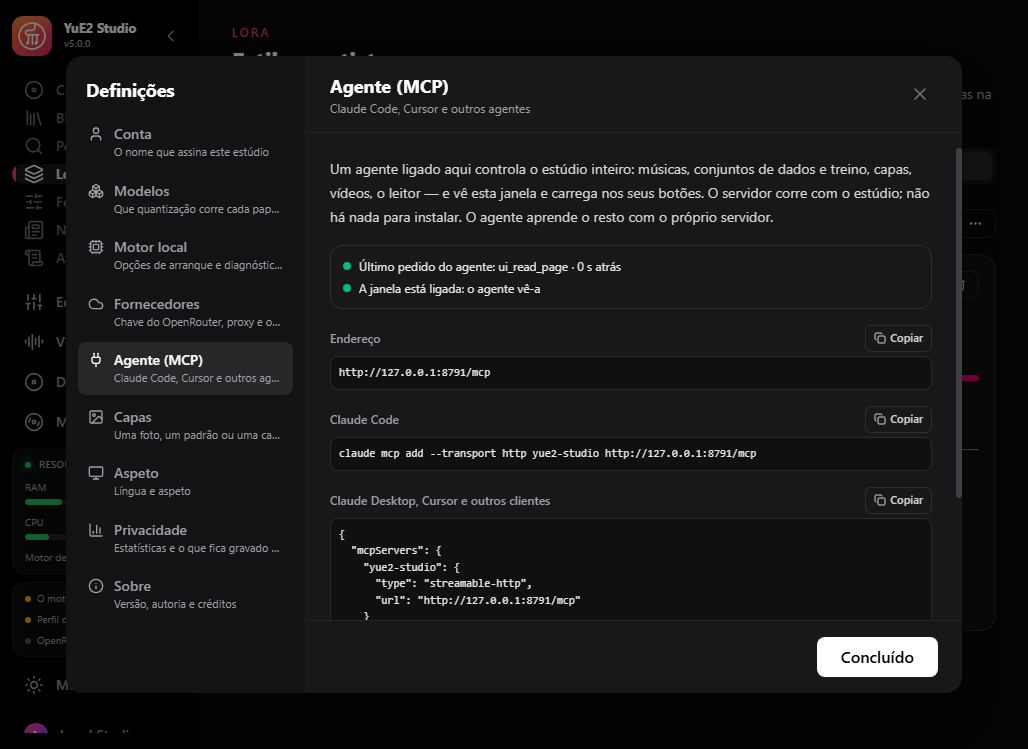 YuE2 Studio
v5.0.0
LORA
as na
RAM
CPU
Motor de
Perfil
Definições
Conta
O nome que assina este estúdio
Modelos
Que quantização corre cada pap...
Motor local
Opções de arranque e diagnóstic...
Fornecedores
Chave do OpenRouter, proxy e o...
Agente (MCP)
Claude Code, Cursor e outros ag...
Capas
Uma foto, um padrão ou uma ca...
Aspeto
Língua e aspeto
Privacidade
Estatísticas e o que fica gravado ...
Sobre
Versão, autoria e créditos
Agente (MCP)
Claude Code, Cursor e outros agentes
Um agente ligado aqui controla o estúdio inteiro: músicas, conjuntos de dados e treino, capas,
vídeos, o leitor — e vê esta janela e carrega nos seus botões. O servidor corre com o estúdio; não
há nada para instalar. O agente aprende o resto com o próprio servidor.
Último pedido do agente: ui_read_page · 0 s atrás
A janela está ligada: o agente vê-a
Endereço
Copiar
http://127.0.0.1:8791/mcp
Claude Code
Copiar
claude mcp add --transport http yue2-studio http://127.0.0.1:8791/mcp
Claude Desktop, Cursor e outros clientes
Copiar
{
"mcpServers": {
"yue2-studio": {
"type": "streamable-http",
"url": "http://127.0.0.1:8791/mcp"
}
Concluído